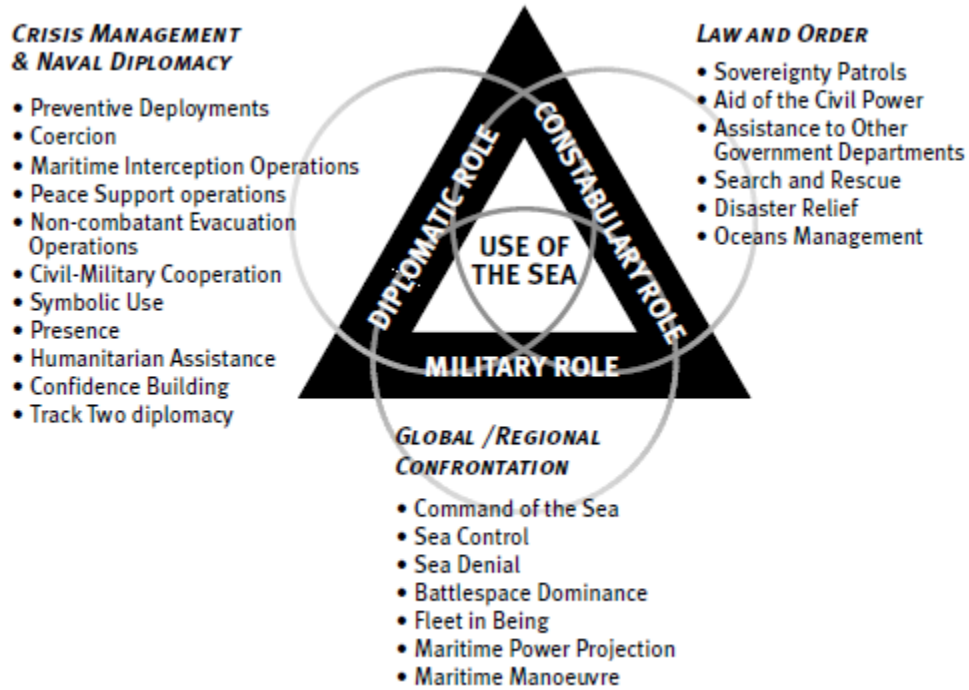 CRISIS MANAGEMENT
& NAVAL DIPLOMACY
• Preventive Deployments
• Coercion
• Maritime Interception Operations
• Peace Support operations
• Non-combatant Evacuation
Operations
• Civil-Military Cooperation
• Symbolic Use
• Presence
• Humanitarian Assistance
• Confidence Building
• Track Two diplomacy
LAW AND ORDER
• Sovereignty Patrols
• Aid of the Civil Power
• Assistance to Other
Government Departments
• Search and Rescue
• Disaster Relief
• Oceans Management
DIPLOMATIC ROLE
CONSTABULARY ROLE
USE OF
THE SEA
MILITARY ROLE
GLOBAL /REGIONAL
CONFRONTATION
• Command of the Sea
• Sea Control
• Sea Denial
• Battlespace Dominance
• Fleet in Being
• Maritime Power Projection
• Maritime Manoeuvre